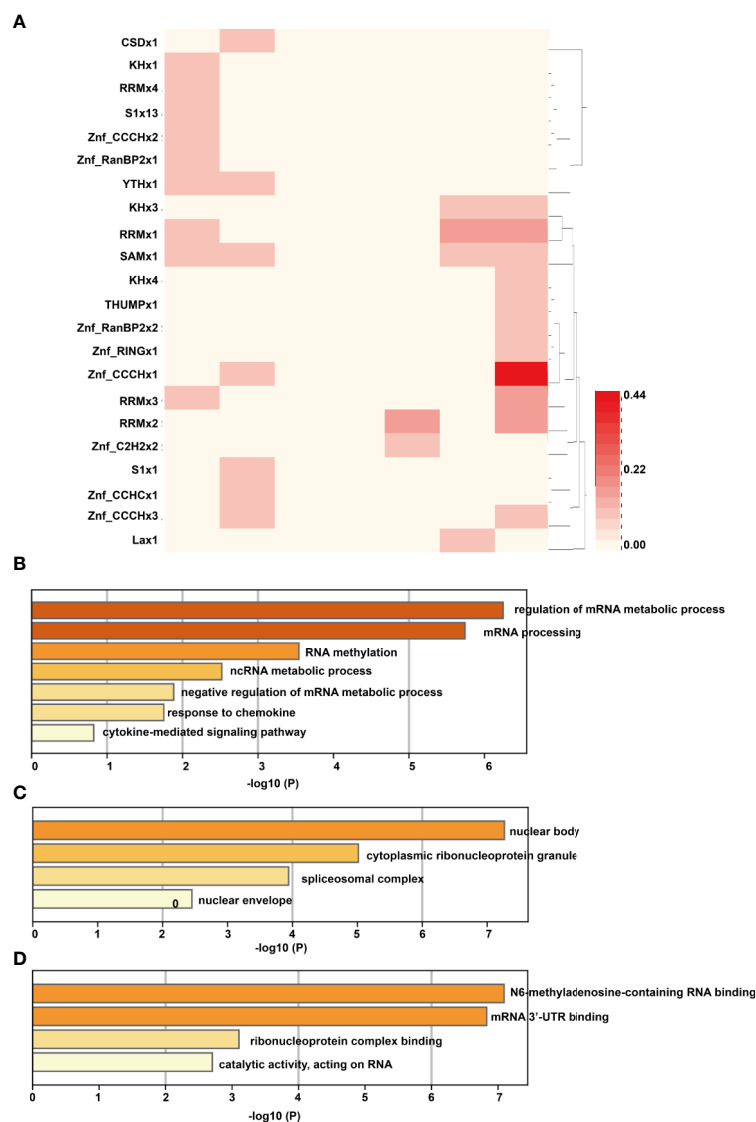 A
CSDx1
KHx1
RRMx4
S1x13
Znf_CCCHx2
Znf_RanBP2x1
YTHx1
KHx3
RRMx1
SAMx1
KHx4
THUMPx1
Znf_RanBP2x2
Znf_RINGx1
Znf_CCCHx1
RRMx3
RRMx2
Znf_C2H2x2
S1x1
Znf_CCHCx1
Znf_CCCHx3
Lax1
0.44
0.22
0.00
B
regulation of mRNA metabolic process
mRNA processing
RNA methylation
ncRNA metabolic process
negative regulation of mRNA metabolic process
response to chemokine
cytokine-mediated signaling pathway
0 1 2 3 4 5 6
-log10 (P)
C
nuclear body
cytoplasmic ribonucleoprotein granule
spliceosomal complex
nuclear envelope
0
0 1 2 3 4 5 6 7
-log10 (P)
D
N6-methyladenosine-containing RNA binding
mRNA 3'-UTR binding
ribonucleoprotein complex binding
catalytic activity, acting on RNA
0 1 2 3 4 5 6 7
-log10 (P)